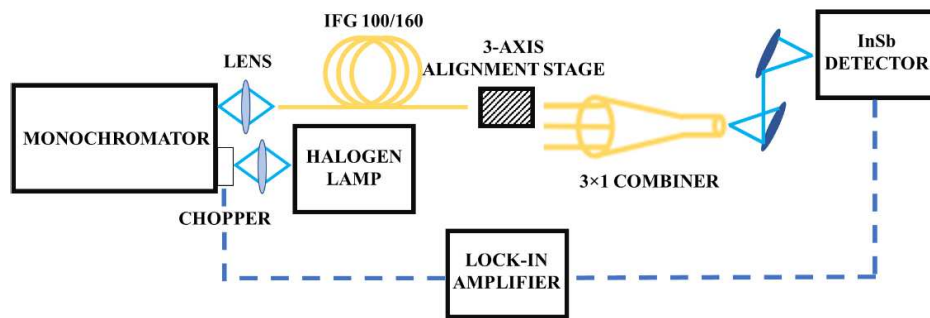 IFG 100/160
LENS
3-AXIS
ALIGNMENT STAGE
InSb
DETECTOR
MONOCHROMATOR
HALOGEN
LAMP
3×1 COMBINER
CHOPPER
LOCK-IN
AMPLIFIER